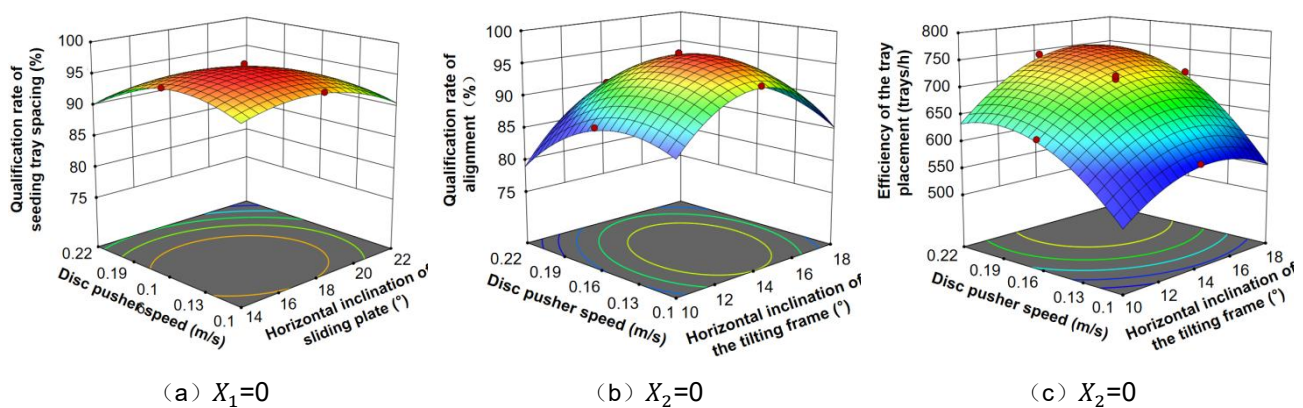 Qualification rate of
seeding tray spacing (%)
100
95
90
85
80
75
0.22
0.19
0.1
0.13
0.1
14
16
18
20
22
Disc pusher speed (m/s)
Horizontal inclination of
sliding plate (°)
（a）X₁=0
Qualification rate of
alignment（%）
100
95
90
85
80
75
0.22
0.19
0.16
0.13
0.1
10
12
14
16
18
Disc pusher speed (m/s)
Horizontal inclination of
the tilting frame (°)
（b）X₂=0
Efficiency of the tray
placement (trays/h)
800
750
700
650
600
550
500
0.22
0.19
0.16
0.13
0.1
10
12
14
16
18
Disc pusher speed (m/s)
Horizontal inclination of
the tilting frame (°)
（c）X₂=0